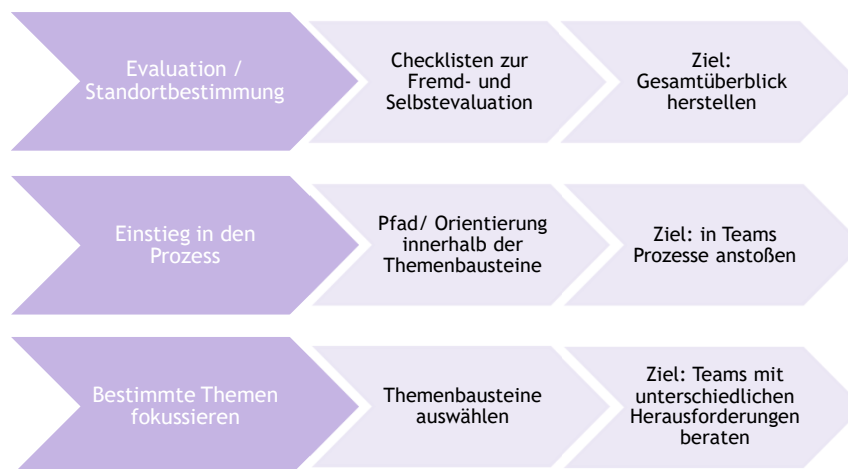 Evaluation /
Standortbestimmung
Checklisten zur
Fremd- und
Selbstevaluation
Ziel:
Gesamtüberblick
herstellen
Einstieg in den
Prozess
Pfad/ Orientierung
innerhalb der
Themenbausteine
Ziel: in Teams
Prozesse anstoßen
Bestimmte Themen
fokussieren
Themenbausteine
auswählen
Ziel: Teams mit
unterschiedlichen
Herausforderungen
beraten